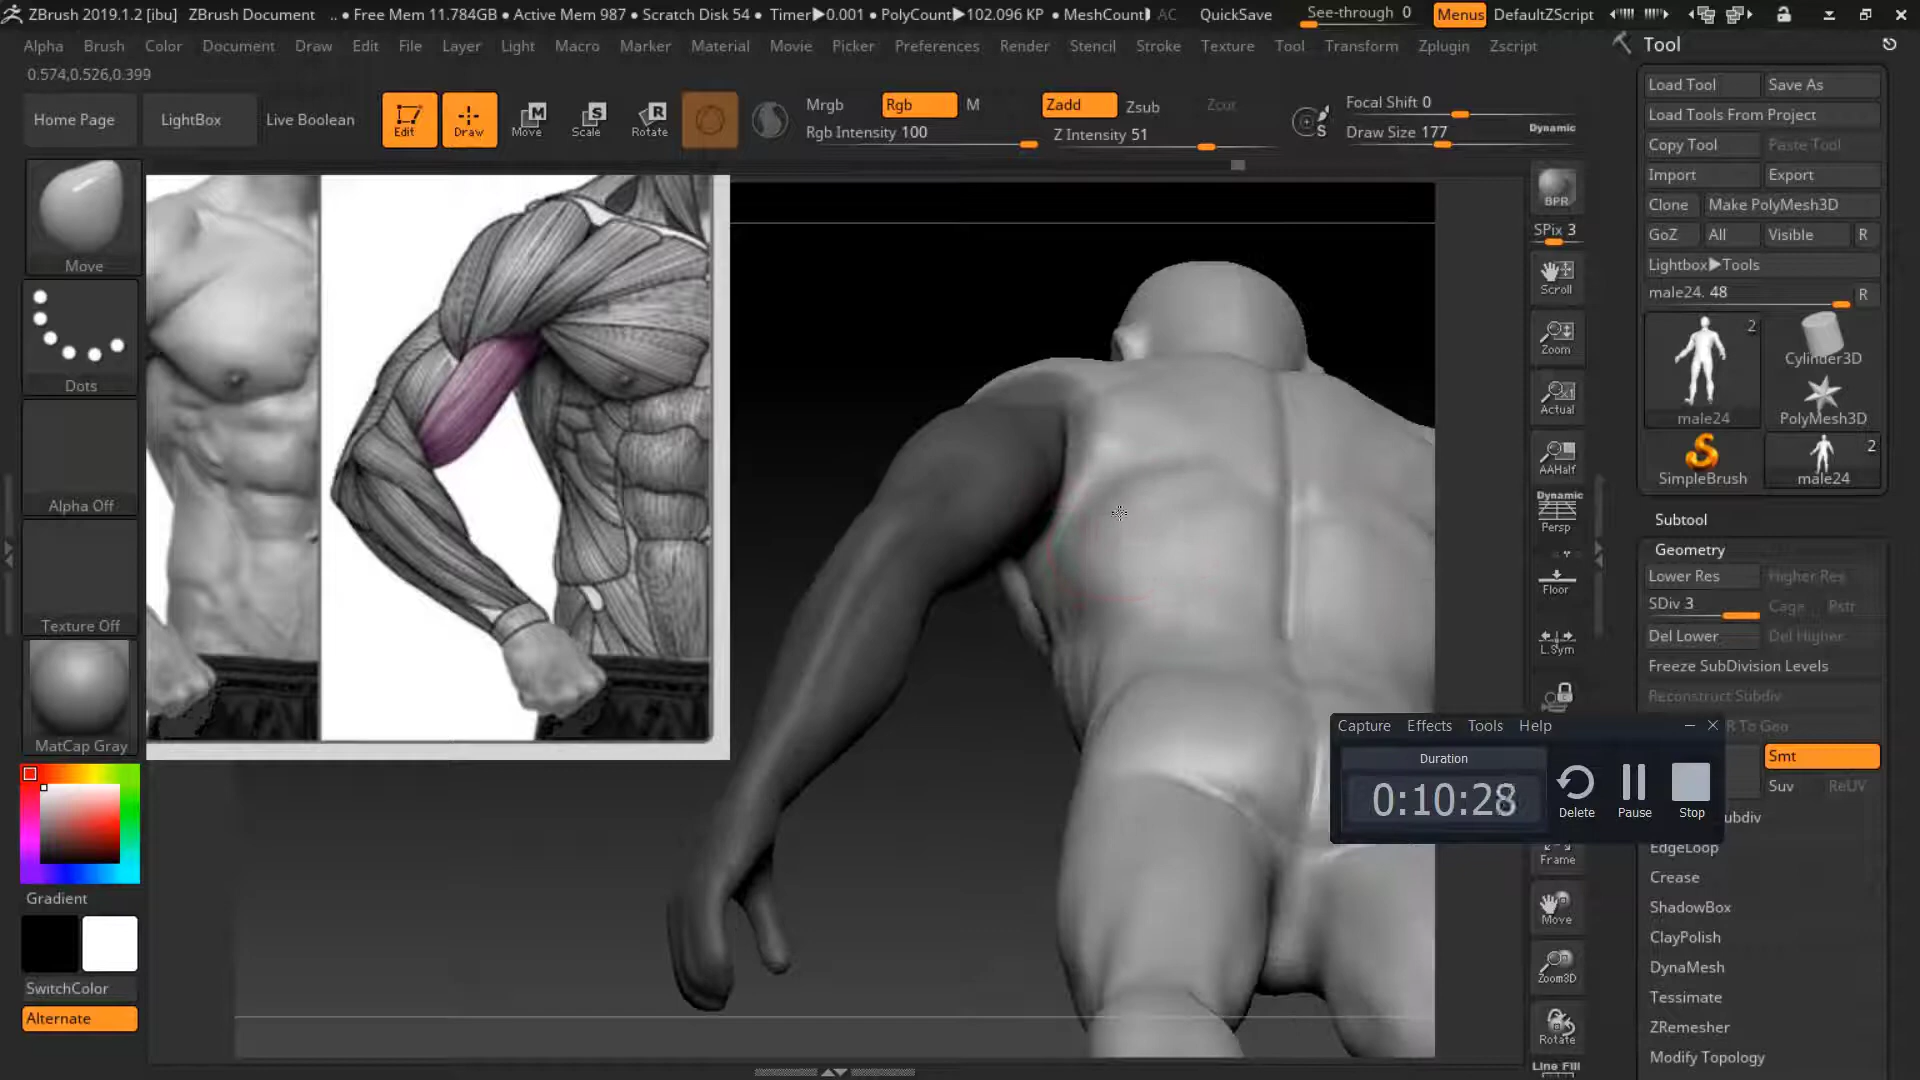 ZBrush 2019.1.2 [ibu] ZBrush Document .. ● Free Mem 11.784GB ● Active Mem 987 ● Scratch Disk 54 ● Timer▶0.001 ● PolyCount▶102.096 KP ● MeshCount▶ AC QuickSave See-through 0 Menus DefaultZScript
Alpha Brush Color Document Draw Edit File Layer Light Macro Marker Material Movie Picker Preferences Render Stencil Stroke Texture Tool Transform Zplugin Zscript
0.574,0.526,0.399
Home Page LightBox Live Boolean Edit Draw Move Scale Rotate
Mrgb Rgb M
Rgb Intensity 100
Zadd Zsub Zcut
Z Intensity 51
S
Focal Shift 0
Draw Size 177 Dynamic
Move
Dots
Alpha Off
Texture Off
MatCap Gray
Gradient
SwitchColor
Alternate
BPR
SPix 3
Scroll
Zoom
Actual
AAHalf
Dynamic
Persp
Floor
L.Sym
Frame
Move
Zoom3D
Rotate
Line Fill
Capture Effects Tools Help
Duration
0:10:28
Delete Pause Stop
Tool
Load Tool Save As
Load Tools From Project
Copy Tool Paste Tool
Import Export
Clone Make PolyMesh3D
GoZ All Visible R
Lightbox▶Tools
male24. 48 R
2
male24
Cylinder3D
PolyMesh3D
SimpleBrush
2
male24
Subtool
Geometry
Lower Res Higher Res
SDiv 3 Cage Rstr
Del Lower Del Higher
Freeze SubDivision Levels
Reconstruct Subdiv
To Geo
Smt
Suv ReUV
ubdiv
EdgeLoop
Crease
ShadowBox
ClayPolish
DynaMesh
Tessimate
ZRemesher
Modify Topology